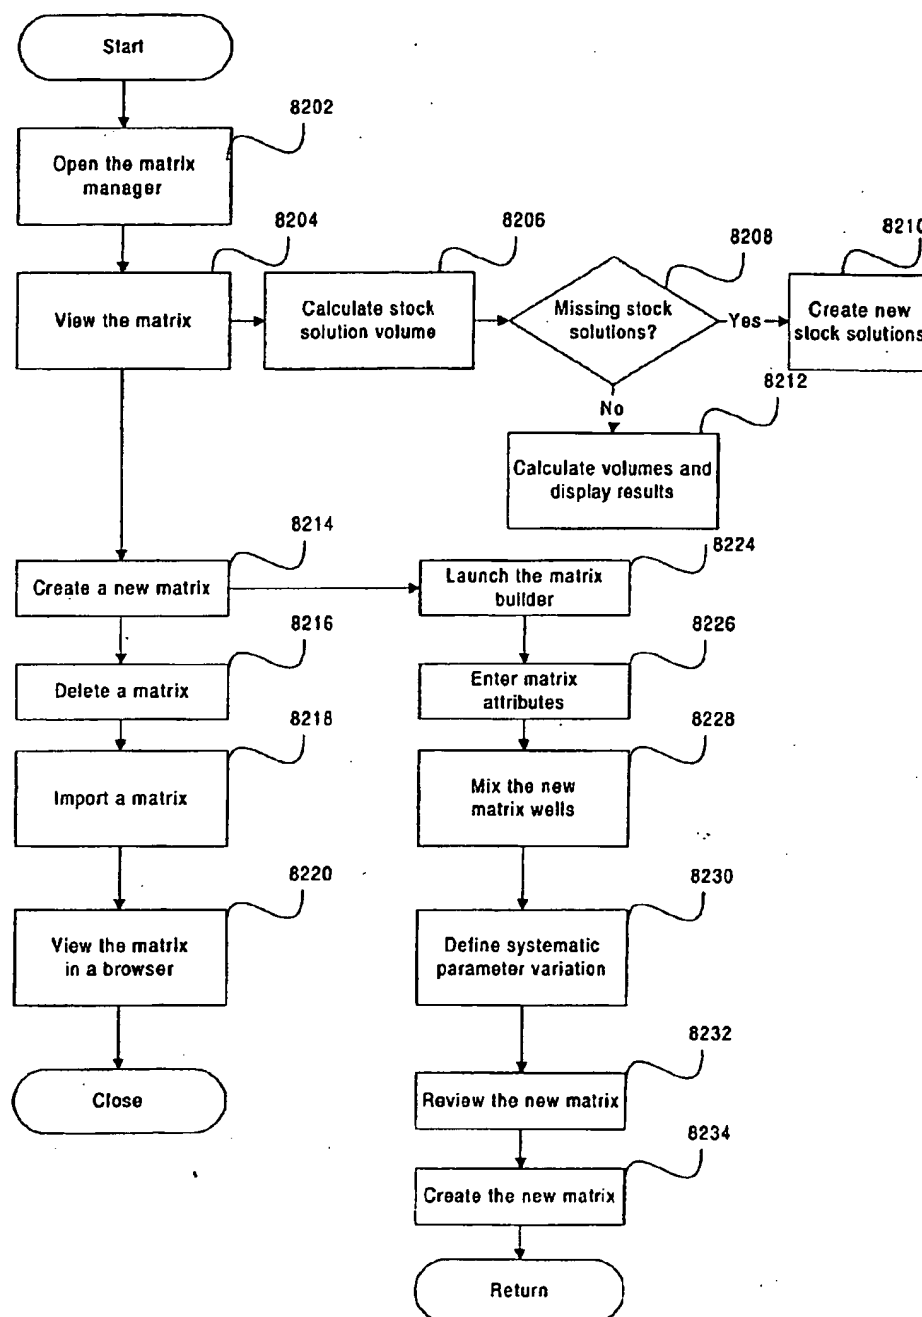 Start
8202
Open the matrix
manager
8204
View the matrix
8206
Calculate stock
solution volume
8208
Missing stock
solutions?
Yes
8210
Create new
stock solutions
No
8212
Calculate volumes and
display results
8214
Create a new matrix
8216
Delete a matrix
8218
Import a matrix
8220
View the matrix
in a browser
Close
8224
Launch the matrix
builder
8226
Enter matrix
attributes
8228
Mix the new
matrix wells
8230
Define systematic
parameter variation
8232
Review the new matrix
8234
Create the new matrix
Return